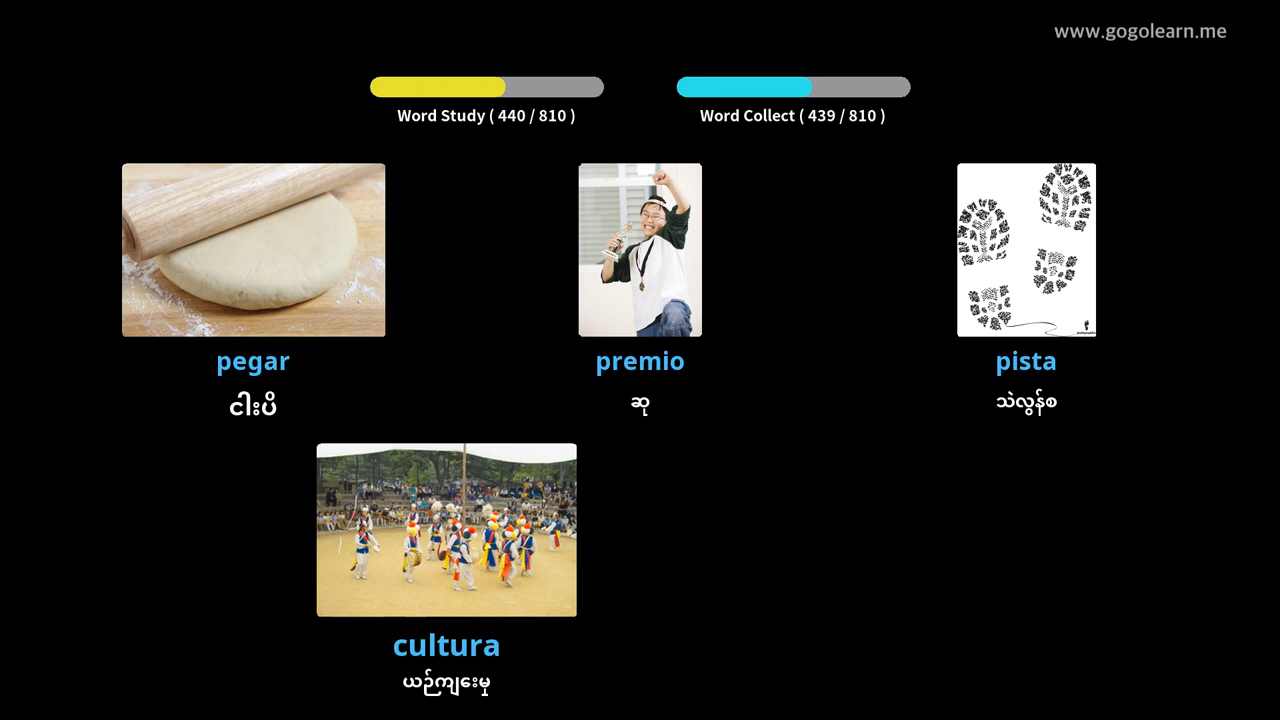 www.gogolearn.me
Word Study ( 440 / 810 )
Word Collect ( 439 / 810 )
pegar
premio
pista
ငါးပိ
ဆု
သဲလွန်စ
cultura
ယဉ်ကျေးမှု